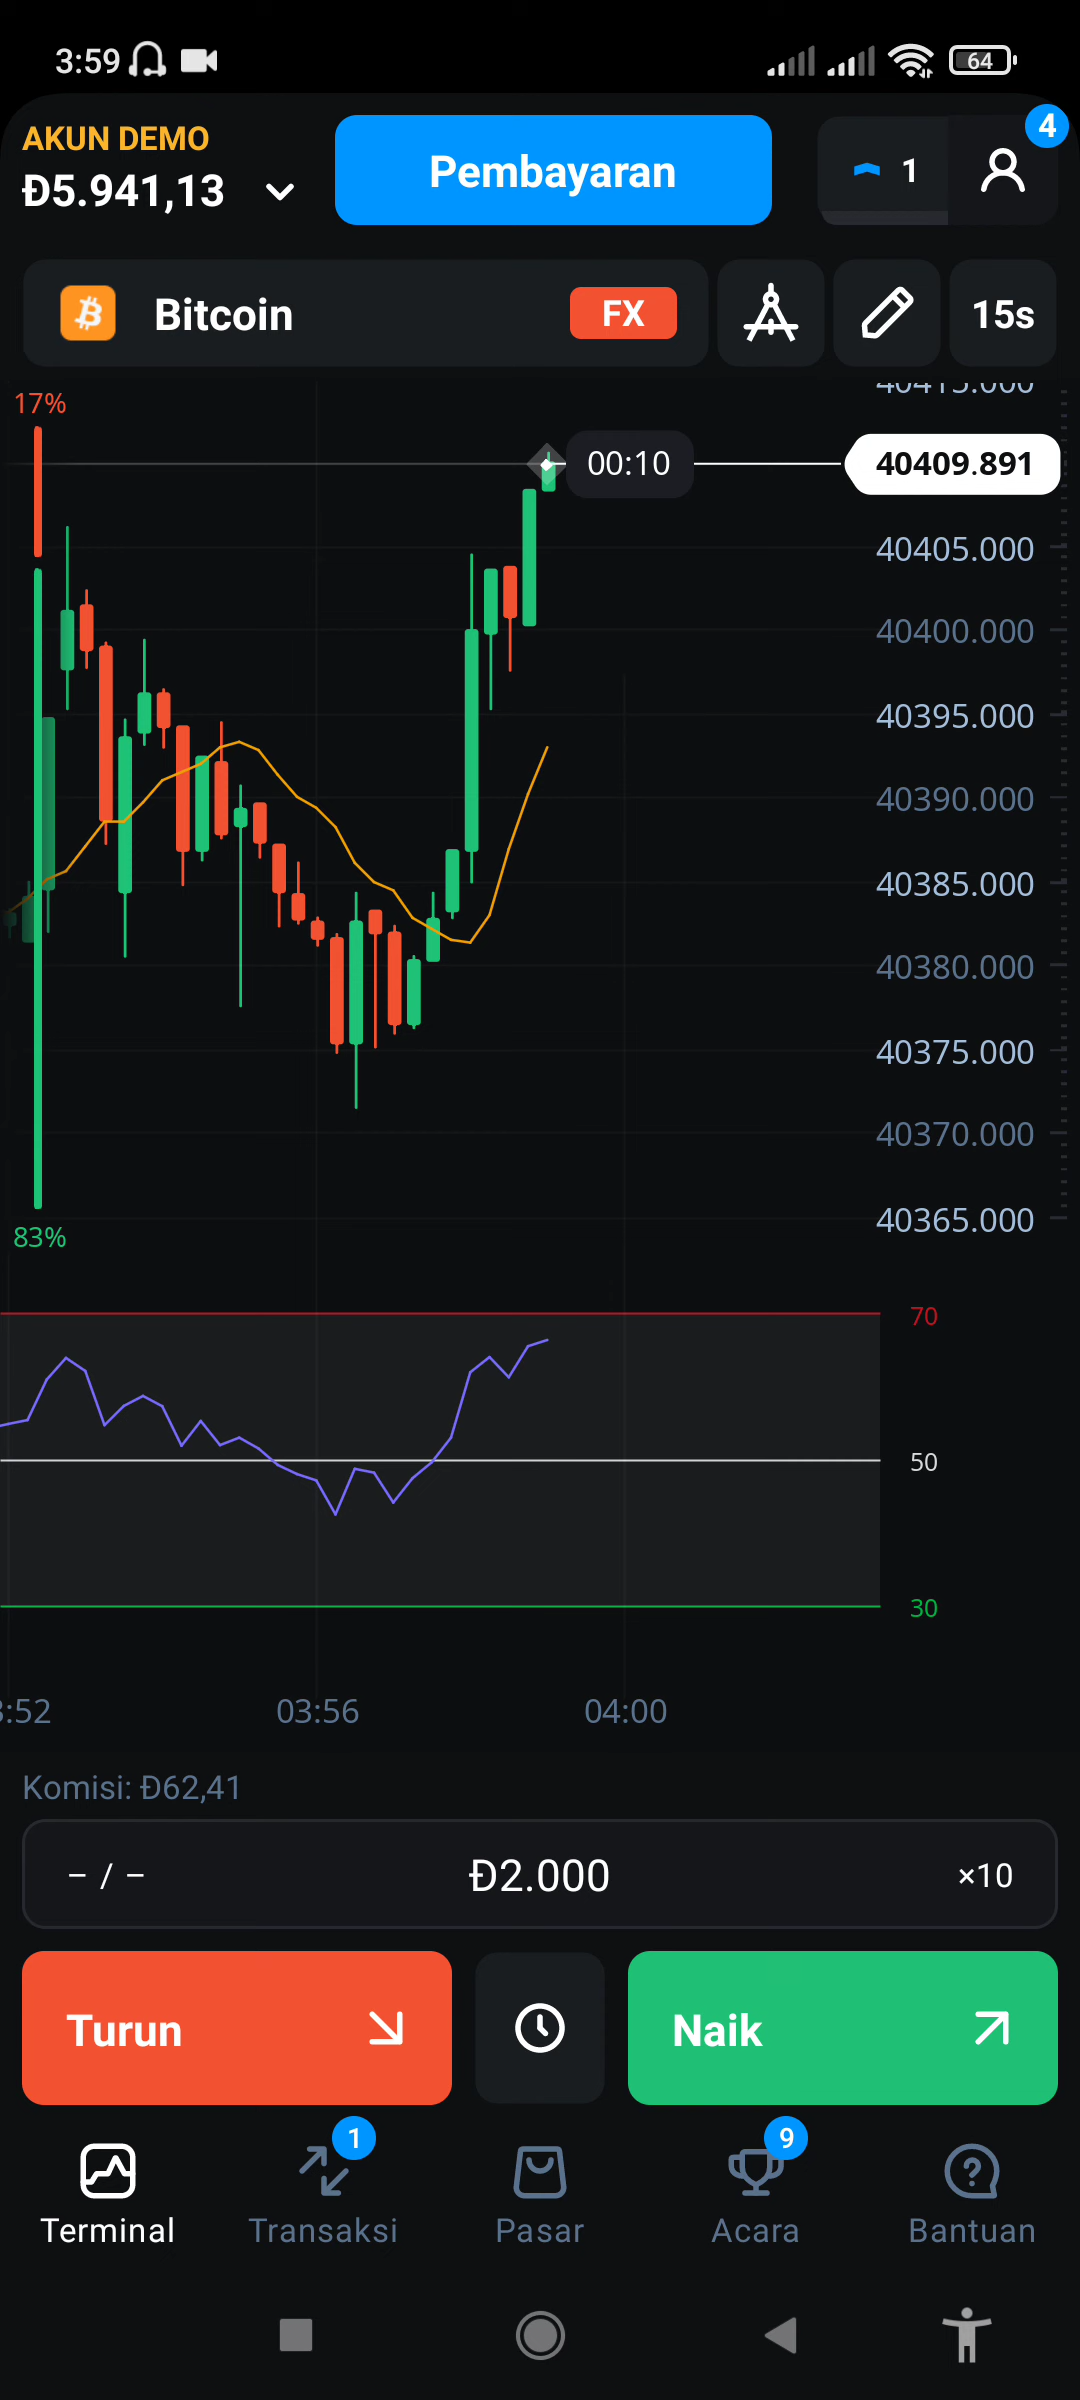 3:59
64
AKUN DEMO
Đ5.941,13
Pembayaran
1
4
Bitcoin
FX
15s
17%
40415.000
00:10
40409.891
40405.000
40400.000
40395.000
40390.000
40385.000
40380.000
40375.000
40370.000
40365.000
83%
70
50
30
3:52
03:56
04:00
Komisi: Đ62,41
– / –
Đ2.000
×10
Turun
Naik
1
9
Terminal
Transaksi
Pasar
Acara
Bantuan